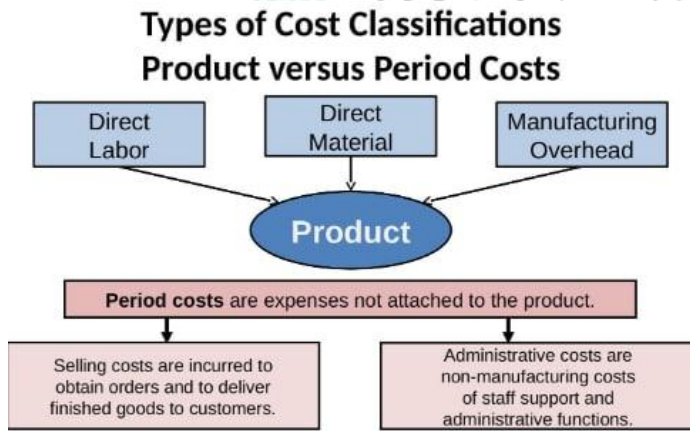 Types of Cost Classifications
Product versus Period Costs
Direct
Labor
Direct
Material
Manufacturing
Overhead
Product
Period costs are expenses not attached to the product.
Selling costs are incurred to
obtain orders and to deliver
finished goods to customers.
Administrative costs are
non-manufacturing costs
of staff support and
administrative functions.